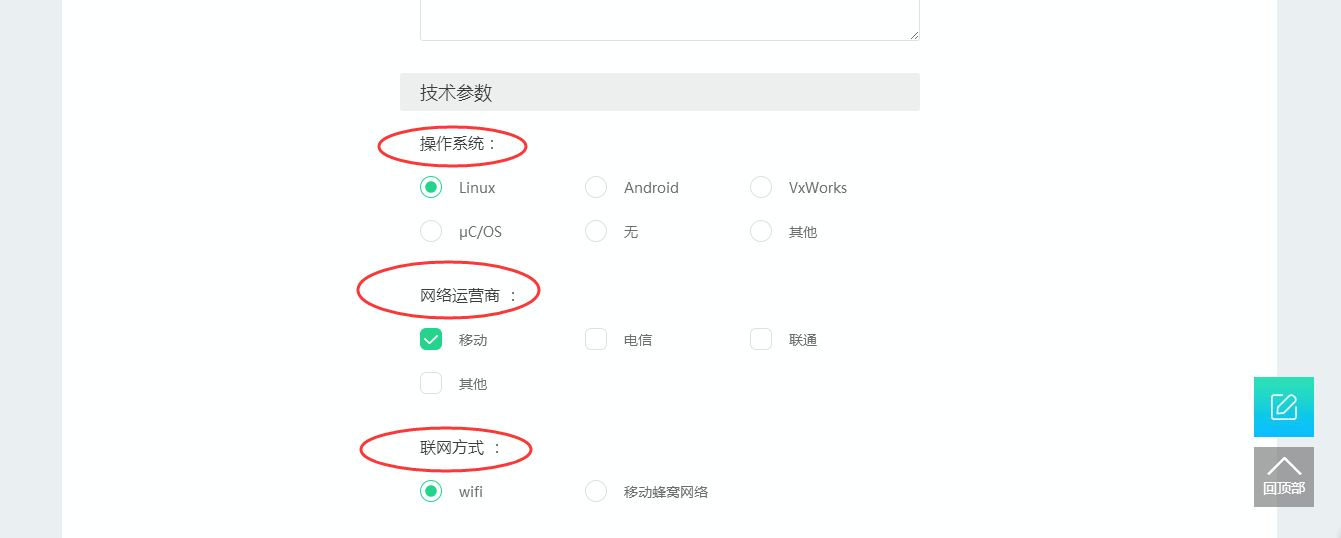 技术参数
操作系统：
Linux Android VxWorks
μC/OS 无 其他
网络运营商 ：
移动 电信 联通
其他
联网方式 ：
wifi 移动蜂窝网络
回顶部